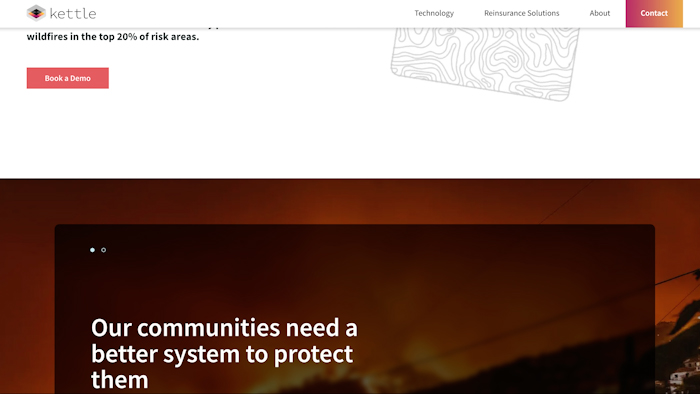 kettle
Technology
Reinsurance Solutions
About
Contact
wildfires in the top 20% of risk areas.
Book a Demo
Our communities need a
better system to protect
them